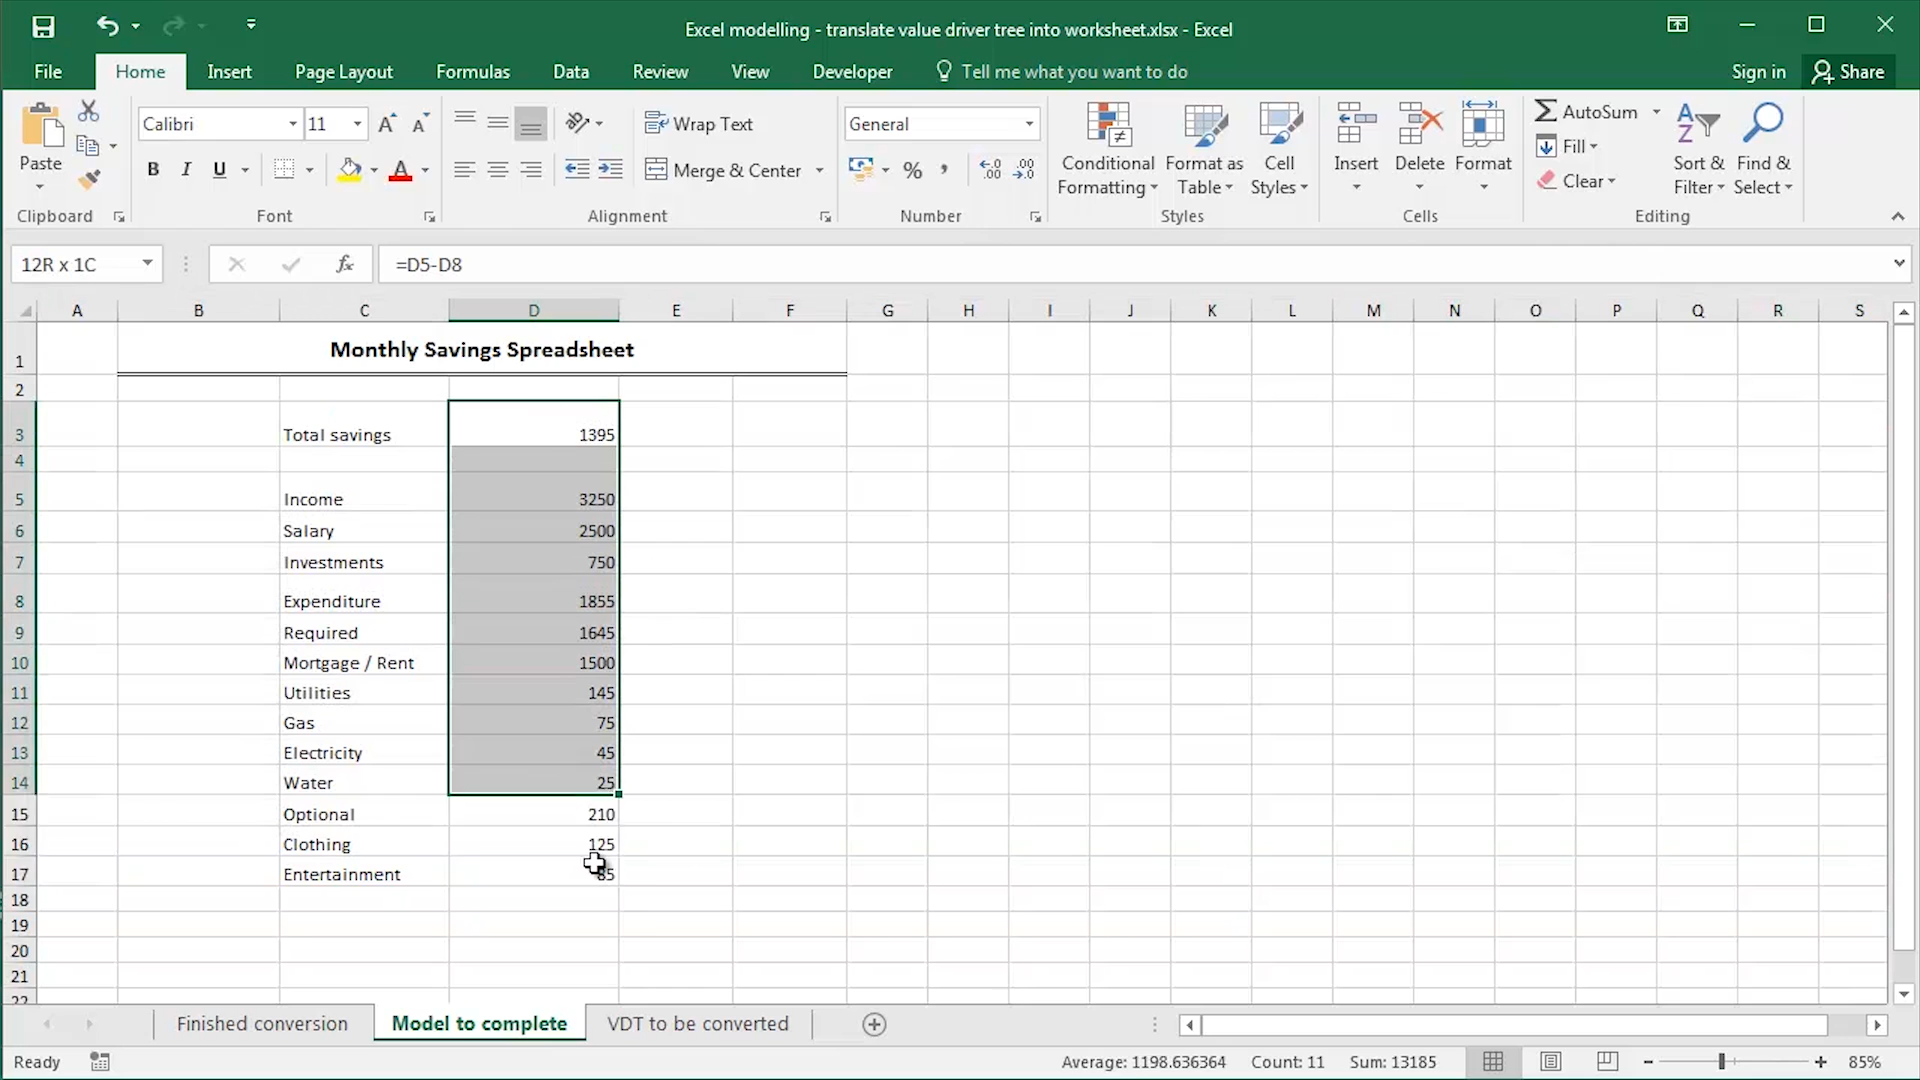 Excel modelling - translate value driver tree into worksheet.xlsx - Excel
File Home Insert Page Layout Formulas Data Review View Developer Tell me what you want to do Sign in Share
Calibri 11 Wrap Text General AutoSum
Paste Fill
B I U Merge & Center % Conditional Formatting Format as Table Cell Styles Insert Delete Format Clear Sort & Filter Find & Select
Clipboard Font Alignment Number Styles Cells Editing
12R x 1C fx =D5-D8
A B C D E F G H I J K L M N O P Q R S
1 Monthly Savings Spreadsheet
2
3 Total savings 1395
4
5 Income 3250
6 Salary 2500
7 Investments 750
8 Expenditure 1855
9 Required 1645
10 Mortgage / Rent 1500
11 Utilities 145
12 Gas 75
13 Electricity 45
14 Water 25
15 Optional 210
16 Clothing 125
17 Entertainment 85
18
19
20
21
22
Finished conversion Model to complete VDT to be converted
Ready Average: 1198.636364 Count: 11 Sum: 13185 85%